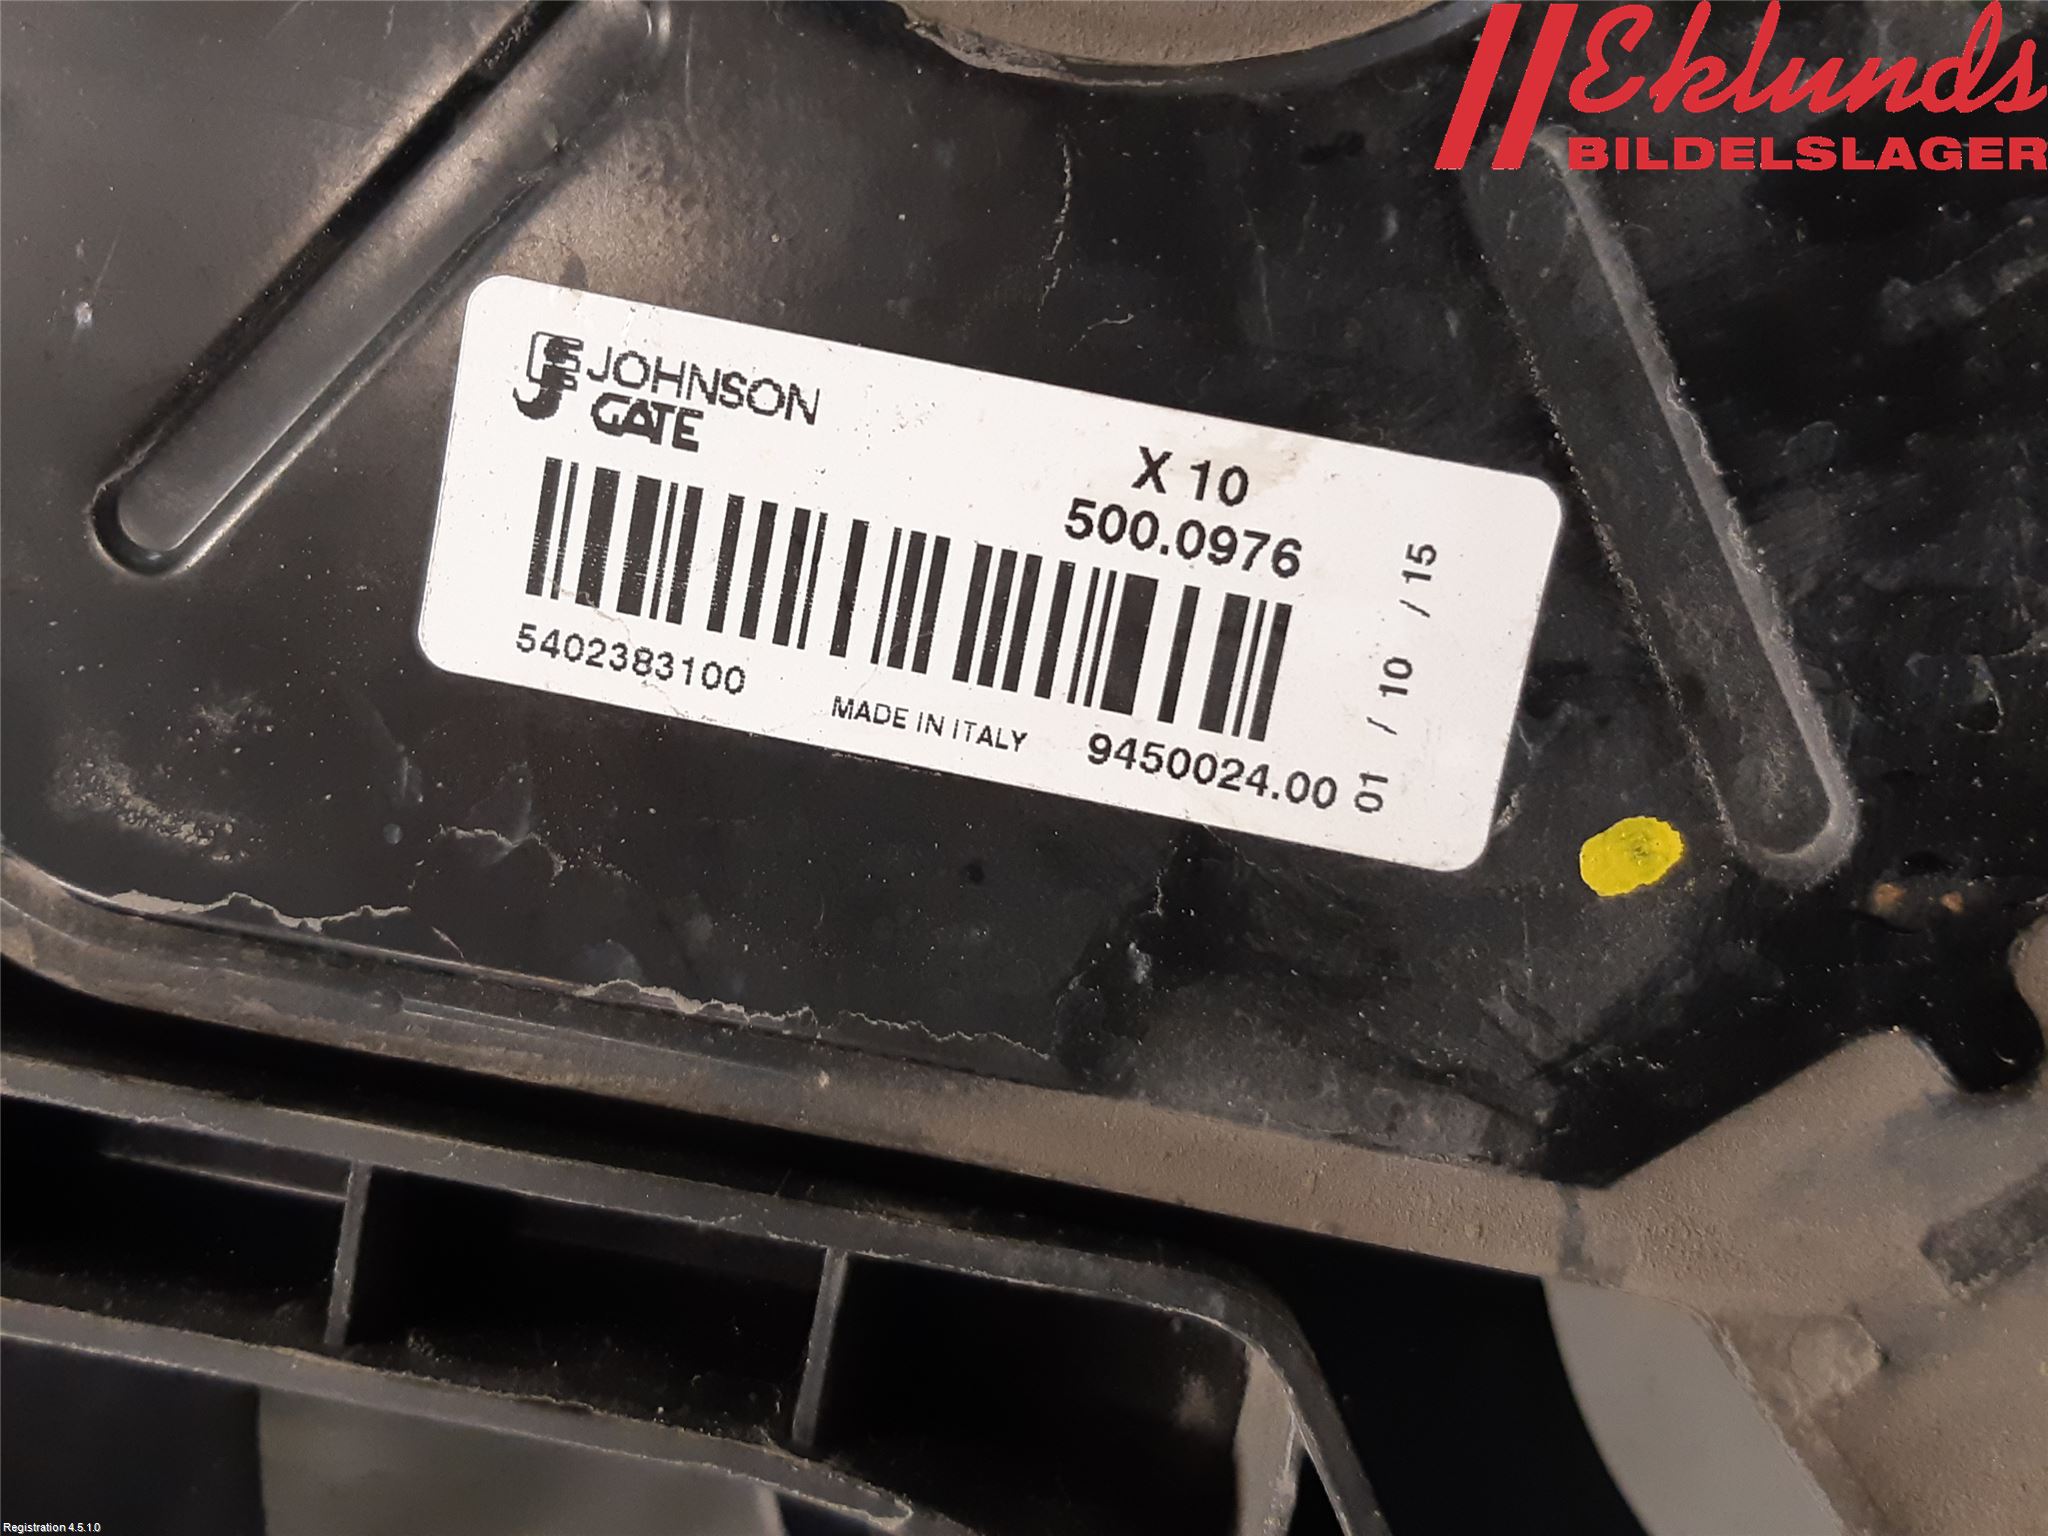 Eklunds
BILDELSLAGER
JOHNSON
GATE
X 10
500.0976
5402383100
MADE IN ITALY
9450024.00
01 / 10 / 15
Registration 4.5.1.0